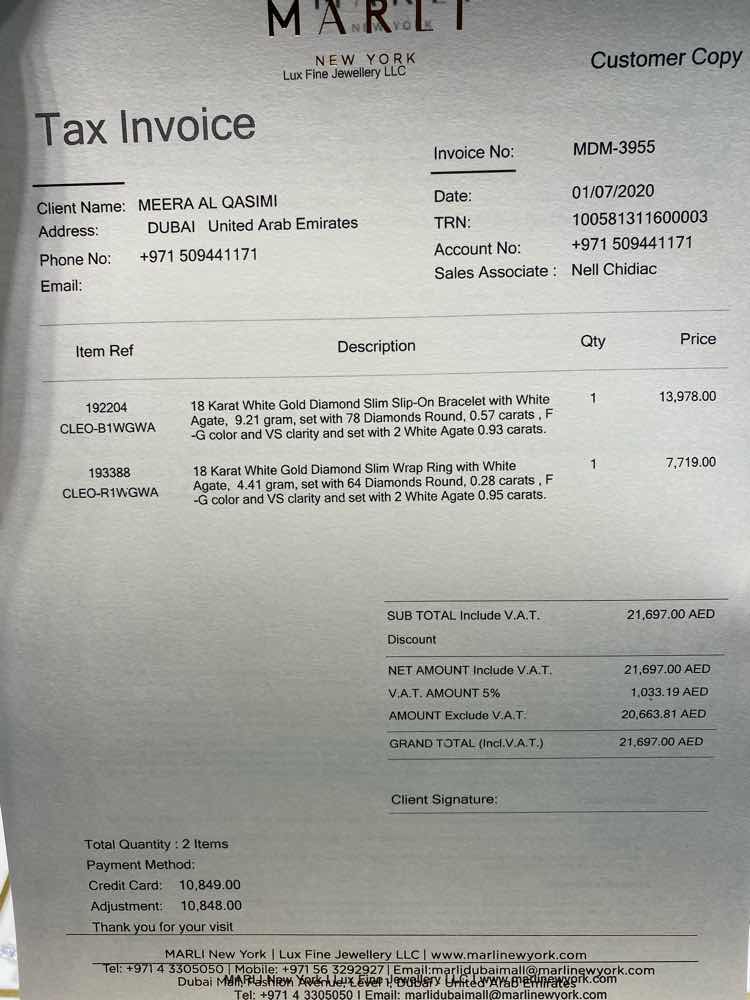 MARLI
NEW YORK
NEW YORK
Lux Fine Jewellery LLC
Customer Copy
Tax Invoice
Invoice No: MDM-3955
Client Name: MEERA AL QASIMI
Date: 01/07/2020
Address: DUBAI United Arab Emirates
TRN: 100581311600003
Phone No: +971 509441171
Account No: +971 509441171
Email:
Sales Associate : Nell Chidiac
Item Ref Description Qty Price
192204
CLEO-B1WGWA
18 Karat White Gold Diamond Slim Slip-On Bracelet with White
Agate, 9.21 gram, set with 78 Diamonds Round, 0.57 carats , F
-G color and VS clarity and set with 2 White Agate 0.93 carats.
1 13,978.00
193388
CLEO-R1WGWA
18 Karat White Gold Diamond Slim Wrap Ring with White
Agate, 4.41 gram, set with 64 Diamonds Round, 0.28 carats , F
-G color and VS clarity and set with 2 White Agate 0.95 carats.
1 7,719.00
SUB TOTAL Include V.A.T. 21,697.00 AED
Discount
NET AMOUNT Include V.A.T. 21,697.00 AED
V.A.T. AMOUNT 5% 1,033.19 AED
AMOUNT Exclude V.A.T. 20,663.81 AED
GRAND TOTAL (Incl.V.A.T.) 21,697.00 AED
Client Signature:
Total Quantity : 2 Items
Payment Method:
Credit Card: 10,849.00
Adjustment: 10,848.00
Thank you for your visit
MARLI New York | Lux Fine Jewellery LLC | www.marlinewyork.com
Tel: +971 4 3305050 | Mobile: +971 56 3292927 | Email:marlidubaimall@marlinewyork.com
Dubai Mall, Fashion Avenue, Level 1, Dubai, United Arab Emirates
MARLI New York | Lux Fine Jewellery LLC | www.marlinewyork.com
Tel: +971 4 3305050 | Email: marlidubaimall@marlinewyork.com